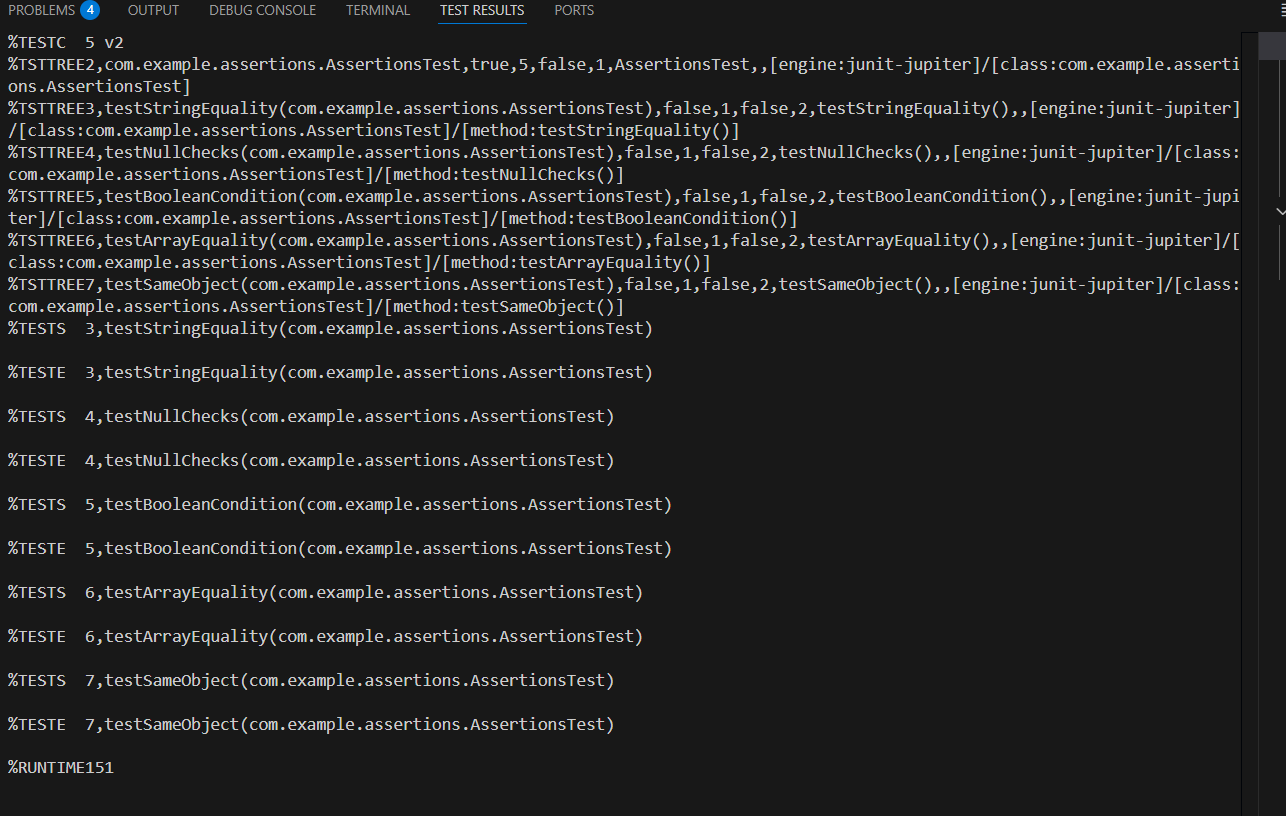 PROBLEMS 4 OUTPUT DEBUG CONSOLE TERMINAL TEST RESULTS PORTS
%TESTC  5 v2
%TSTTREE2,com.example.assertions.AssertionsTest,true,5,false,1,AssertionsTest,,[engine:junit-jupiter]/[class:com.example.asserti
ons.AssertionsTest]
%TSTTREE3,testStringEquality(com.example.assertions.AssertionsTest),false,1,false,2,testStringEquality(),,[engine:junit-jupiter]
/[class:com.example.assertions.AssertionsTest]/[method:testStringEquality()]
%TSTTREE4,testNullChecks(com.example.assertions.AssertionsTest),false,1,false,2,testNullChecks(),,[engine:junit-jupiter]/[class:
com.example.assertions.AssertionsTest]/[method:testNullChecks()]
%TSTTREE5,testBooleanCondition(com.example.assertions.AssertionsTest),false,1,false,2,testBooleanCondition(),,[engine:junit-jupi
ter]/[class:com.example.assertions.AssertionsTest]/[method:testBooleanCondition()]
%TSTTREE6,testArrayEquality(com.example.assertions.AssertionsTest),false,1,false,2,testArrayEquality(),,[engine:junit-jupiter]/[
class:com.example.assertions.AssertionsTest]/[method:testArrayEquality()]
%TSTTREE7,testSameObject(com.example.assertions.AssertionsTest),false,1,false,2,testSameObject(),,[engine:junit-jupiter]/[class:
com.example.assertions.AssertionsTest]/[method:testSameObject()]
%TESTS  3,testStringEquality(com.example.assertions.AssertionsTest)
%TESTE  3,testStringEquality(com.example.assertions.AssertionsTest)
%TESTS  4,testNullChecks(com.example.assertions.AssertionsTest)
%TESTE  4,testNullChecks(com.example.assertions.AssertionsTest)
%TESTS  5,testBooleanCondition(com.example.assertions.AssertionsTest)
%TESTE  5,testBooleanCondition(com.example.assertions.AssertionsTest)
%TESTS  6,testArrayEquality(com.example.assertions.AssertionsTest)
%TESTE  6,testArrayEquality(com.example.assertions.AssertionsTest)
%TESTS  7,testSameObject(com.example.assertions.AssertionsTest)
%TESTE  7,testSameObject(com.example.assertions.AssertionsTest)
%RUNTIME151